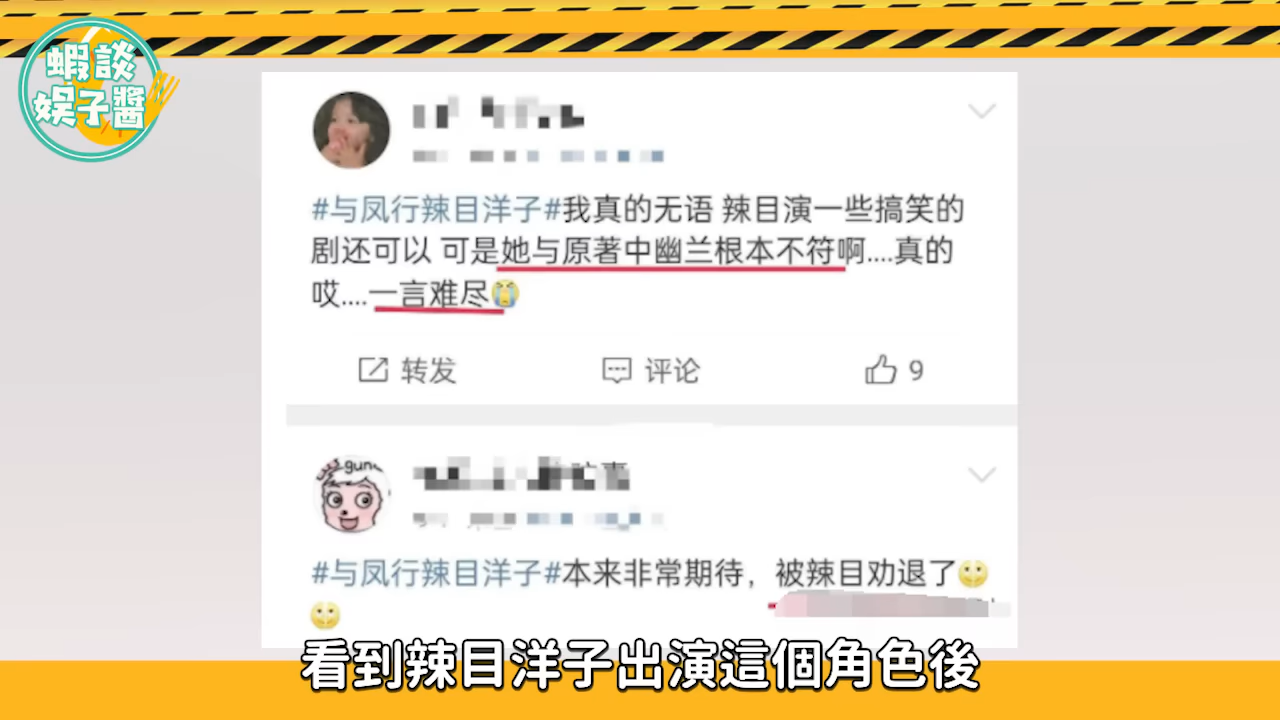 蝦談
娛子醬
#与凤行辣目洋子#我真的无语 辣目演一些搞笑的
剧还可以 可是她与原著中幽兰根本不符啊....真的
哎....一言难尽😭
转发
评论
9
gun
#与凤行辣目洋子#本来非常期待，被辣目劝退了🙂
🙂
看到辣目洋子出演這個角色後